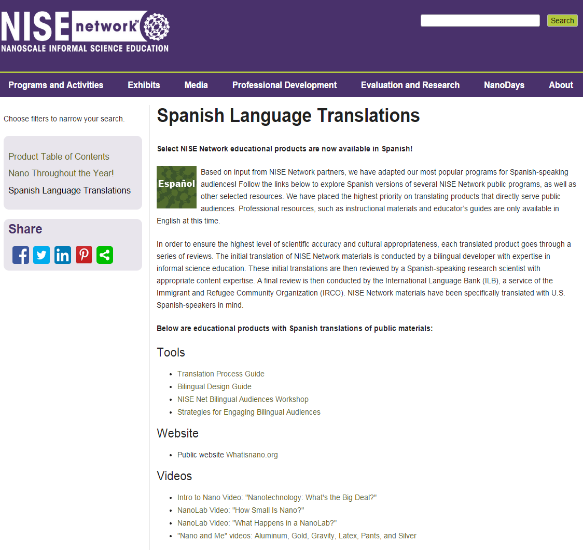 NISE network™
NANOSCALE INFORMAL SCIENCE EDUCATION
Search
Programs and Activities Exhibits Media Professional Development Evaluation and Research NanoDays About
Choose filters to narrow your search.
Product Table of Contents
Nano Throughout the Year!
Spanish Language Translations
Share
Spanish Language Translations
Select NISE Network educational products are now available in Spanish!
Español
Based on input from NISE Network partners, we have adapted our most popular programs for Spanish-speaking
audiences! Follow the links below to explore Spanish versions of several NISE Network public programs, as well as
other selected resources. We have placed the highest priority on translating products that directly serve public
audiences. Professional resources, such as instructional materials and educator's guides are only available in
English at this time.
In order to ensure the highest level of scientific accuracy and cultural appropriateness, each translated product goes through a
series of reviews. The initial translation of NISE Network materials is conducted by a bilingual developer with expertise in
informal science education. These initial translations are then reviewed by a Spanish-speaking research scientist with
appropriate content expertise. A final review is then conducted by the International Language Bank (ILB), a service of the
Immigrant and Refugee Community Organization (IRCO). NISE Network materials have been specifically translated with U.S.
Spanish-speakers in mind.
Below are educational products with Spanish translations of public materials:
Tools
• Translation Process Guide
• Bilingual Design Guide
• NISE Net Bilingual Audiences Workshop
• Strategies for Engaging Bilingual Audiences
Website
• Public website Whatisnano.org
Videos
• Intro to Nano Video: "Nanotechnology: What's the Big Deal?"
• NanoLab Video: "How Small Is Nano?"
• NanoLab Video: "What Happens in a NanoLab?"
• "Nano and Me" videos: Aluminum, Gold, Gravity, Latex, Pants, and Silver